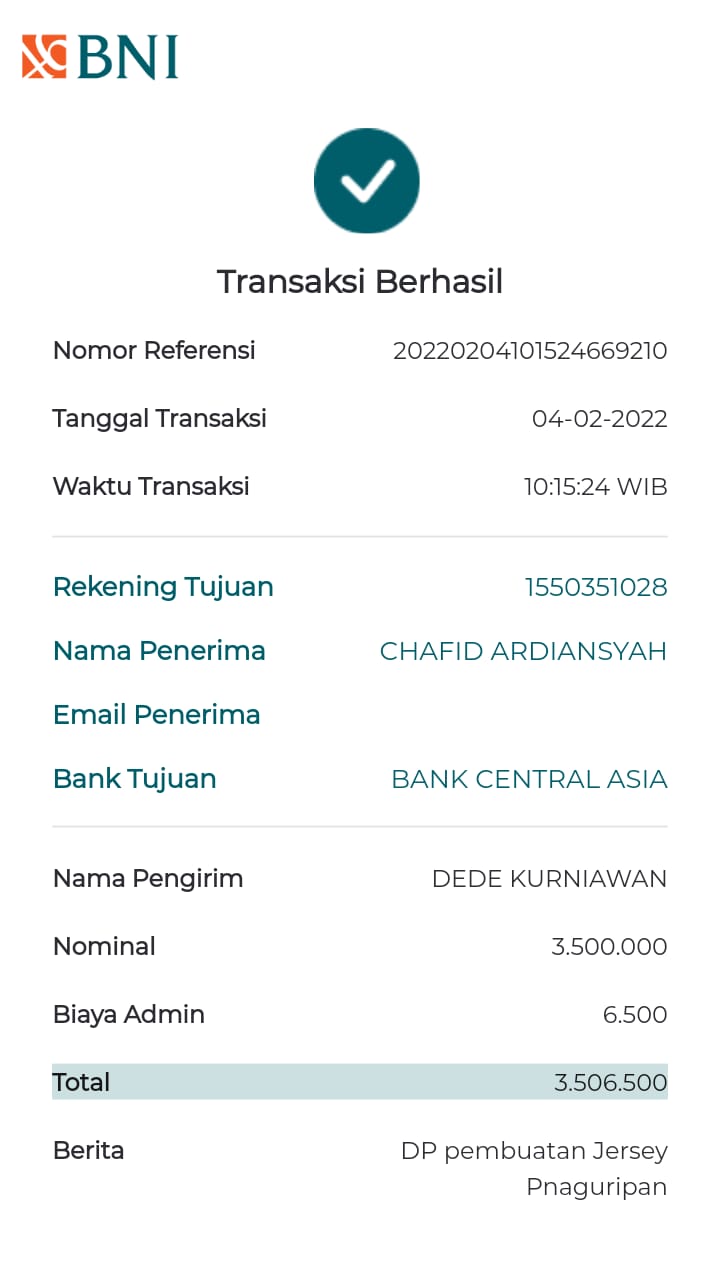 BNI
Transaksi Berhasil
Nomor Referensi 20220204101524669210
Tanggal Transaksi 04-02-2022
Waktu Transaksi 10:15:24 WIB
Rekening Tujuan 1550351028
Nama Penerima CHAFID ARDIANSYAH
Email Penerima
Bank Tujuan BANK CENTRAL ASIA
Nama Pengirim DEDE KURNIAWAN
Nominal 3.500.000
Biaya Admin 6.500
Total 3.506.500
Berita DP pembuatan Jersey
Pnaguripan